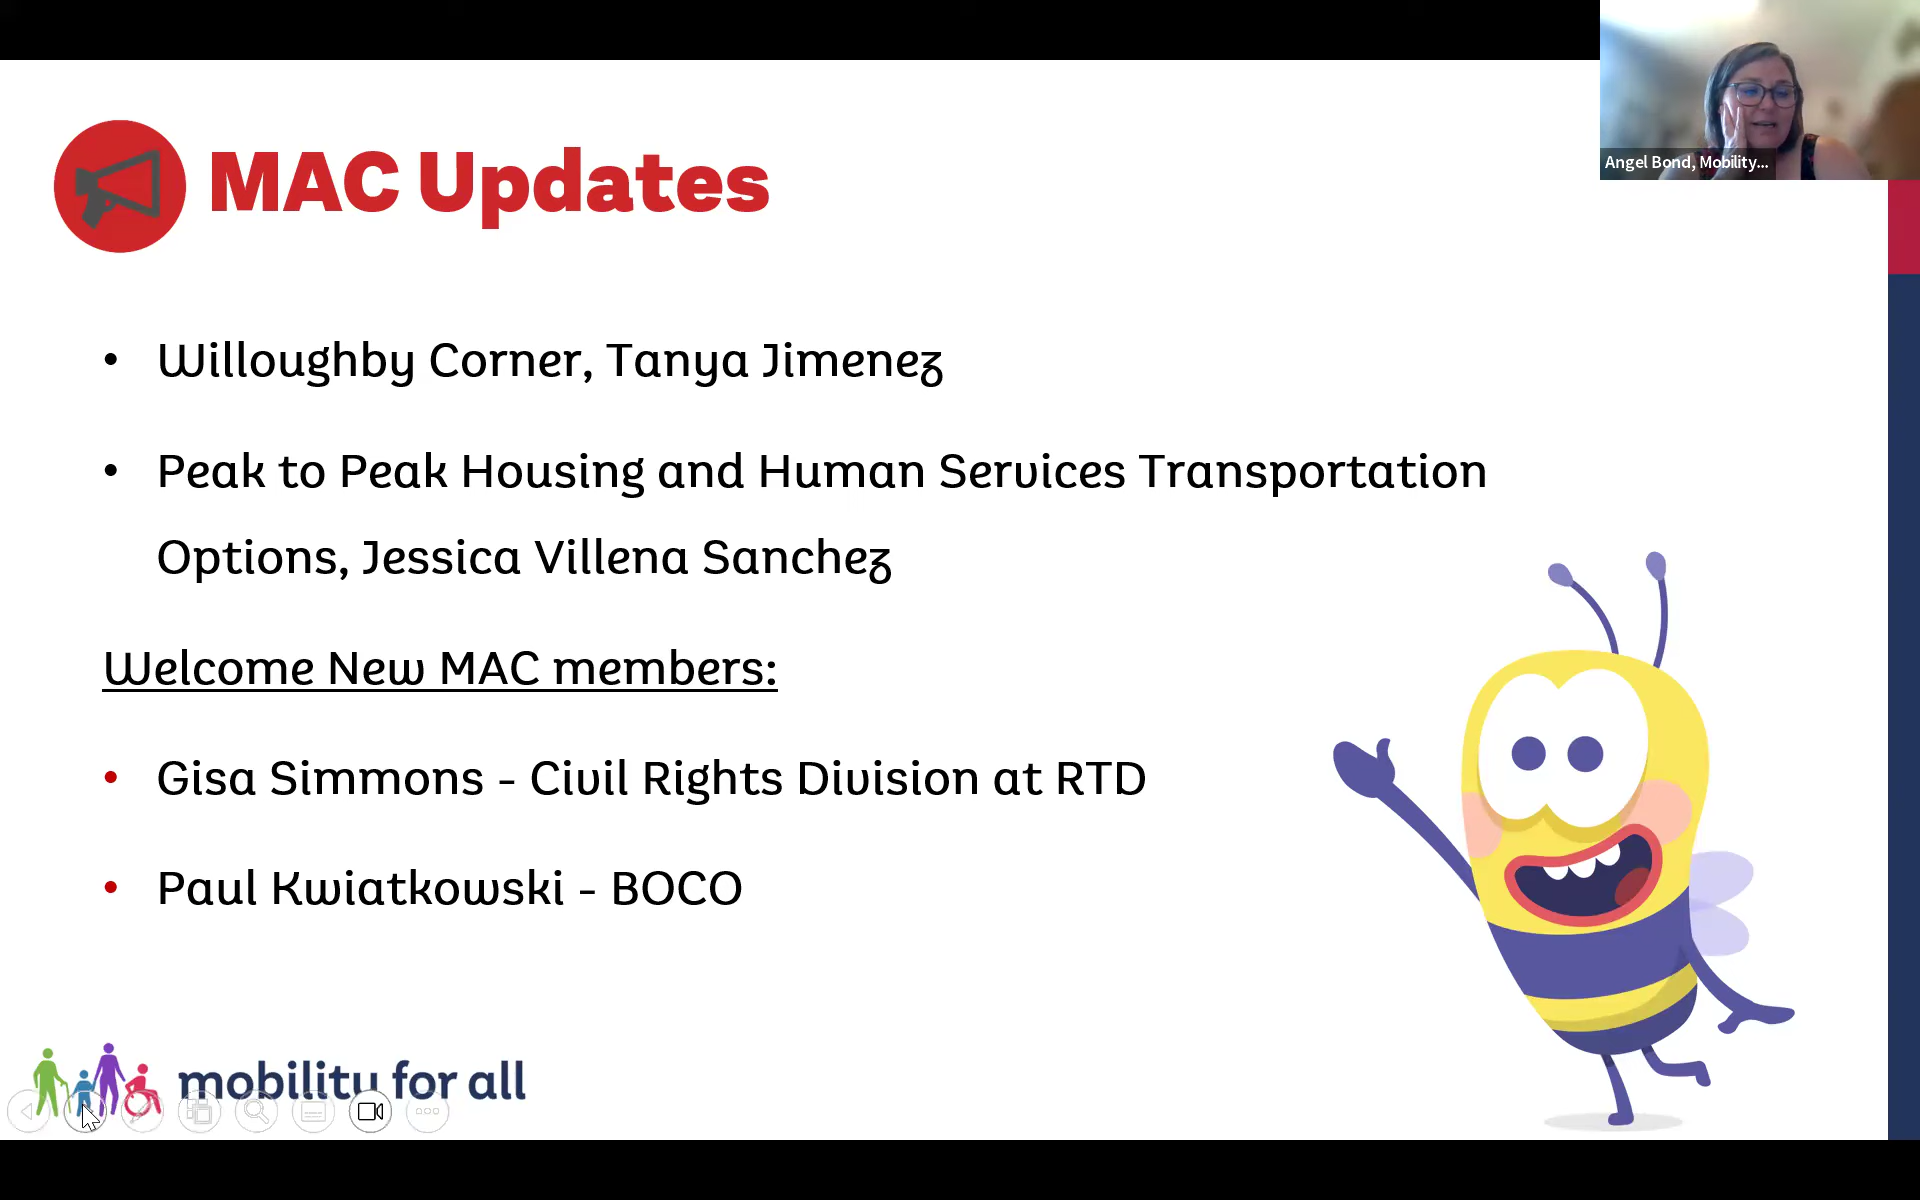 Angel Bond, Mobility...
MAC Updates
• Willoughby Corner, Tanya Jimenez
• Peak to Peak Housing and Human Services Transportation
Options, Jessica Villena Sanchez
Welcome New MAC members:
• Gisa Simmons - Civil Rights Division at RTD
• Paul Kwiatkowski - BOCO
mobility for all